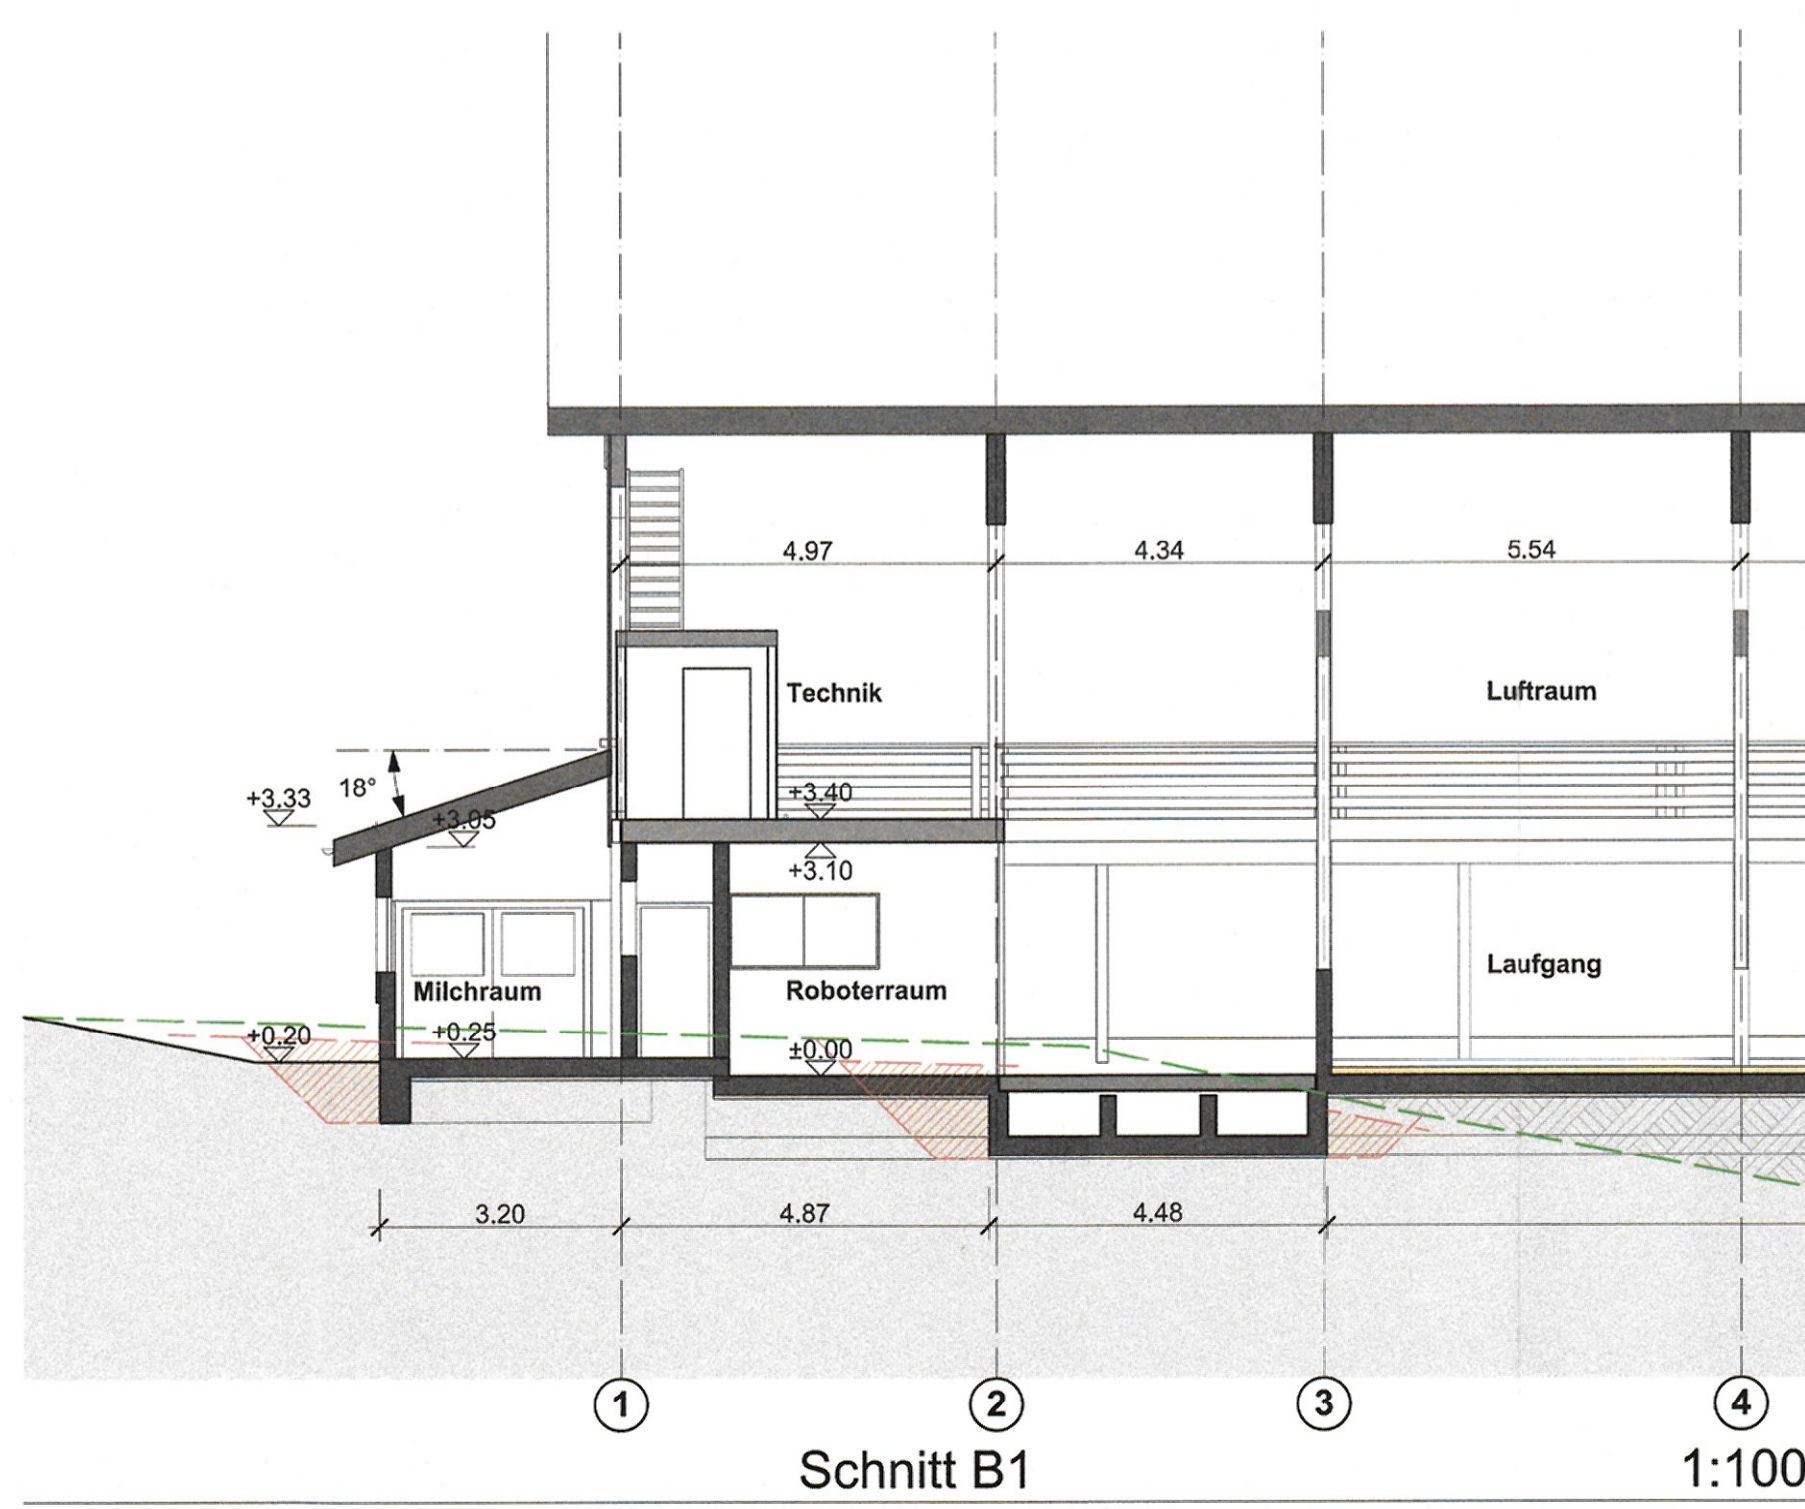 4.97 4.34 5.54
Technik Luftraum
18°
+3.33 +3.05 +3.40
+3.10
Milchraum Roboterraum Laufgang
+0.20 +0.25 ±0.00
3.20 4.87 4.48
1 2 3 4
Schnitt B1 1:100